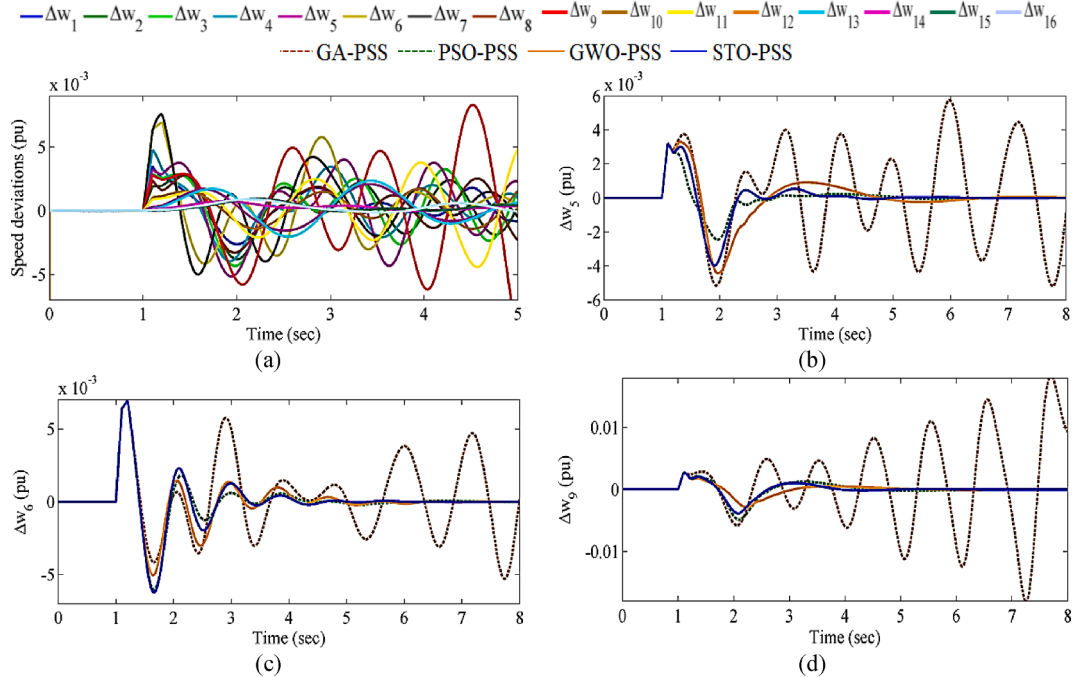 Δw1 Δw2 Δw3 Δw4 Δw5 Δw6 Δw7 Δw8 Δw9 Δw10 Δw11 Δw12 Δw13 Δw14 Δw15 Δw16
GA-PSS PSO-PSS GWO-PSS STO-PSS
x 10-3
Speed deviations (pu)
5
0
-5
0 1 2 3 4 5
Time (sec)
(a)
x 10-3
Δw5 (pu)
6
4
2
0
-2
-4
-6
0 1 2 3 4 5 6 7 8
Time (sec)
(b)
x 10-3
Δw6 (pu)
5
0
-5
0 1 2 3 4 5 6 7 8
Time (sec)
(c)
Δw9 (pu)
0.01
0
-0.01
0 1 2 3 4 5 6 7 8
Time (sec)
(d)